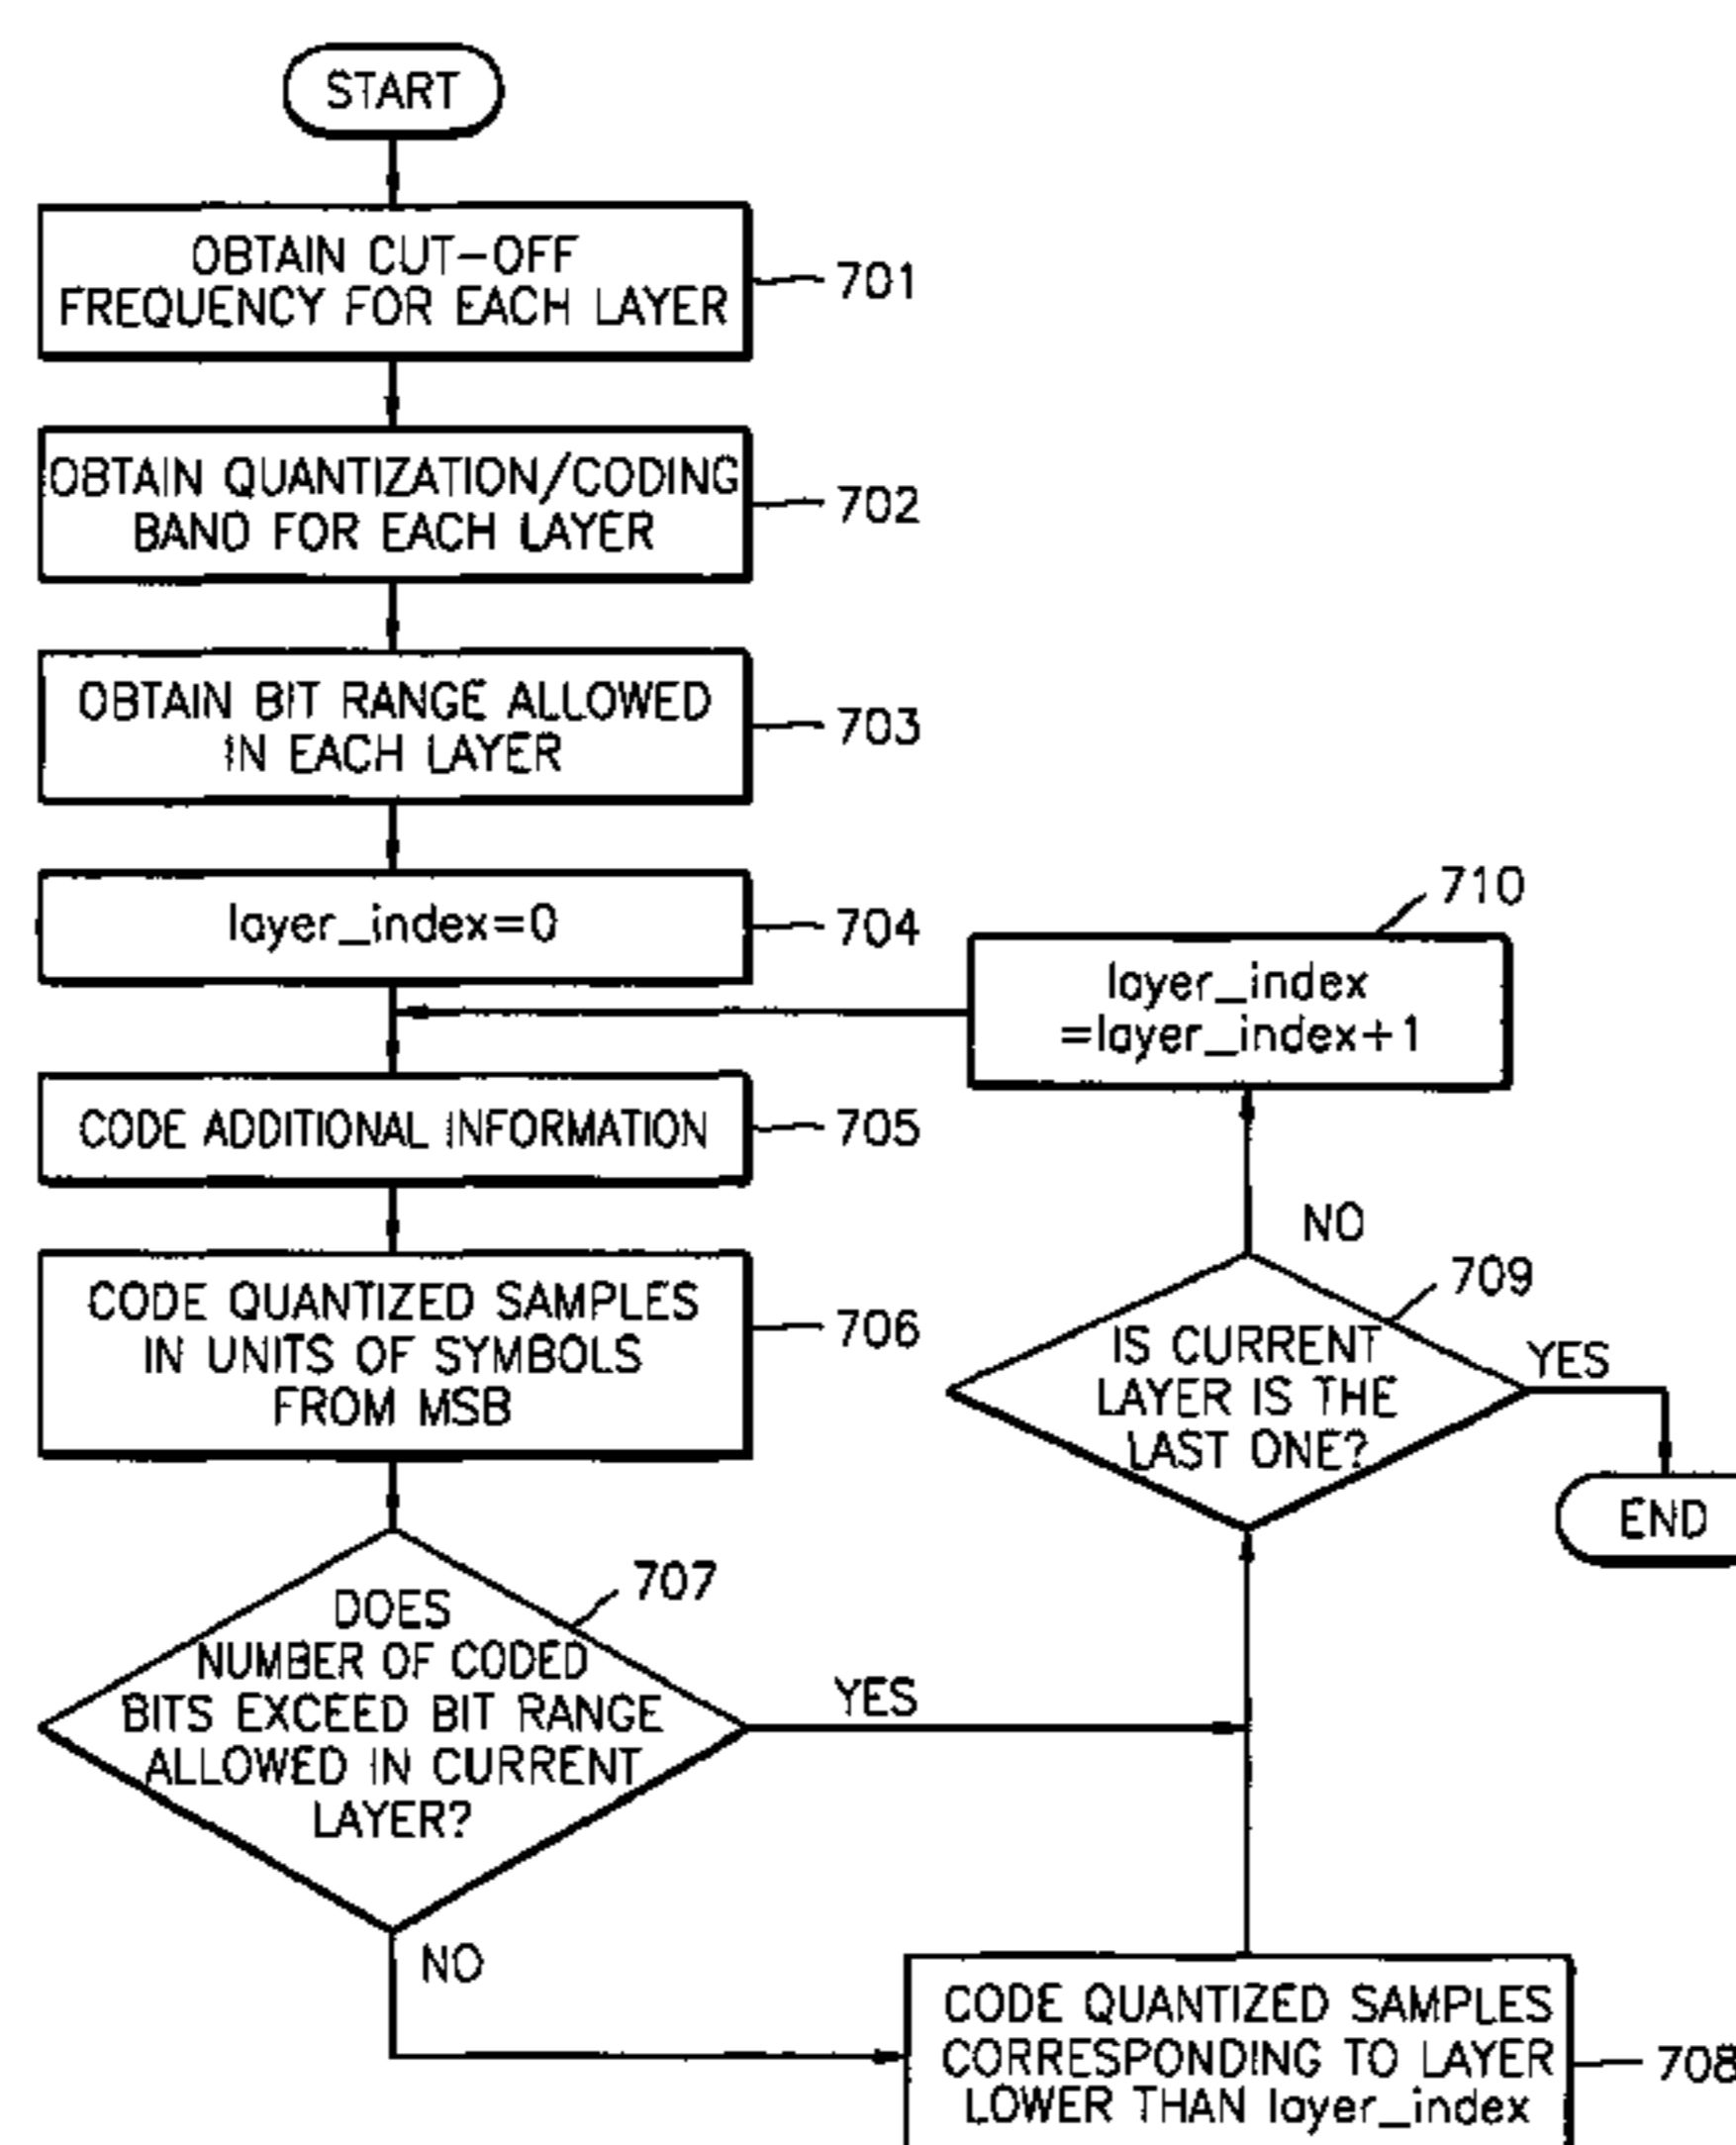 START
OBTAIN CUT-OFF
FREQUENCY FOR EACH LAYER
701
OBTAIN QUANTIZATION/CODING
BAND FOR EACH LAYER
702
OBTAIN BIT RANGE ALLOWED
IN EACH LAYER
703
layer_index=0
704
710
layer_index
=layer_index+1
CODE ADDITIONAL INFORMATION
705
CODE QUANTIZED SAMPLES
IN UNITS OF SYMBOLS
FROM MSB
706
NO
709
IS CURRENT
LAYER IS THE
LAST ONE?
YES
END
707
DOES
NUMBER OF CODED
BITS EXCEED BIT RANGE
ALLOWED IN CURRENT
LAYER?
YES
NO
CODE QUANTIZED SAMPLES
CORRESPONDING TO LAYER
LOWER THAN layer_index
708